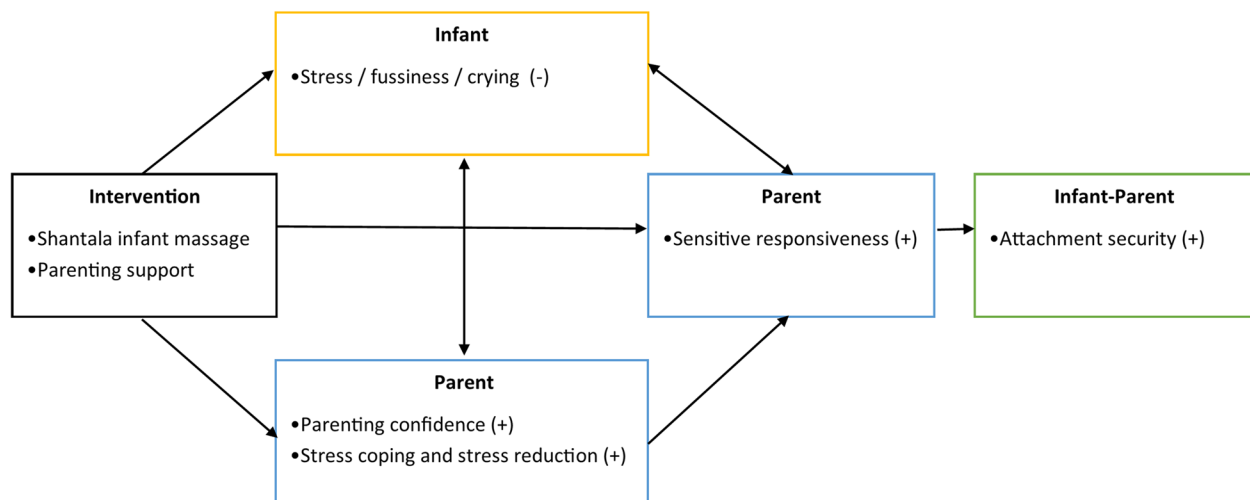 Infant
•Stress / fussiness / crying  (-)
Intervention
•Shantala infant massage
•Parenting support
Parent
•Sensitive responsiveness (+)
Infant-Parent
•Attachment security (+)
Parent
•Parenting confidence (+)
•Stress coping and stress reduction (+)